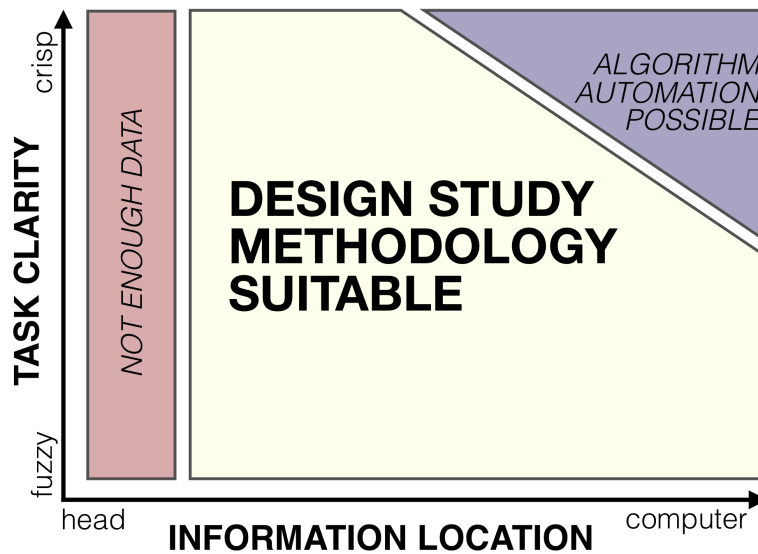 crisp
TASK CLARITY
fuzzy
NOT ENOUGH DATA
ALGORITHM
AUTOMATION
POSSIBLE
DESIGN STUDY
METHODOLOGY
SUITABLE
head
computer
INFORMATION LOCATION